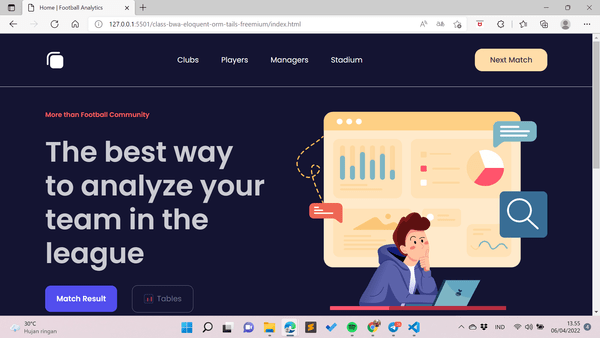 Home | Football Analytics
127.0.0.1:5501/class-bwa-eloquent-orm-tails-freemium/index.html
Clubs Players Managers Stadium Next Match
More than Football Community
The best way
to analyze your
team in the
league
Match Result Tables
30°C
Hujan ringan
IND
13.55
06/04/2022